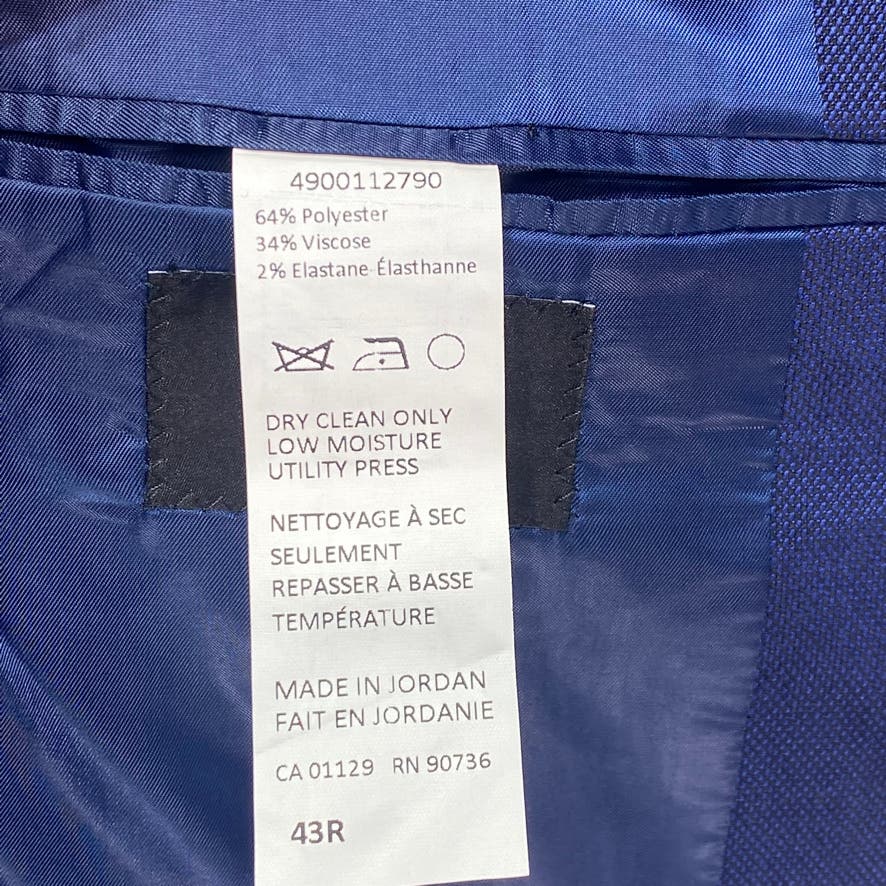 4900112790
64% Polyester
34% Viscose
2% Elastane-Élasthanne
DRY CLEAN ONLY
LOW MOISTURE
UTILITY PRESS
NETTOYAGE À SEC
SEULEMENT
REPASSER À BASSE
TEMPÉRATURE
MADE IN JORDAN
FAIT EN JORDANIE
CA 01129 RN 90736
43R